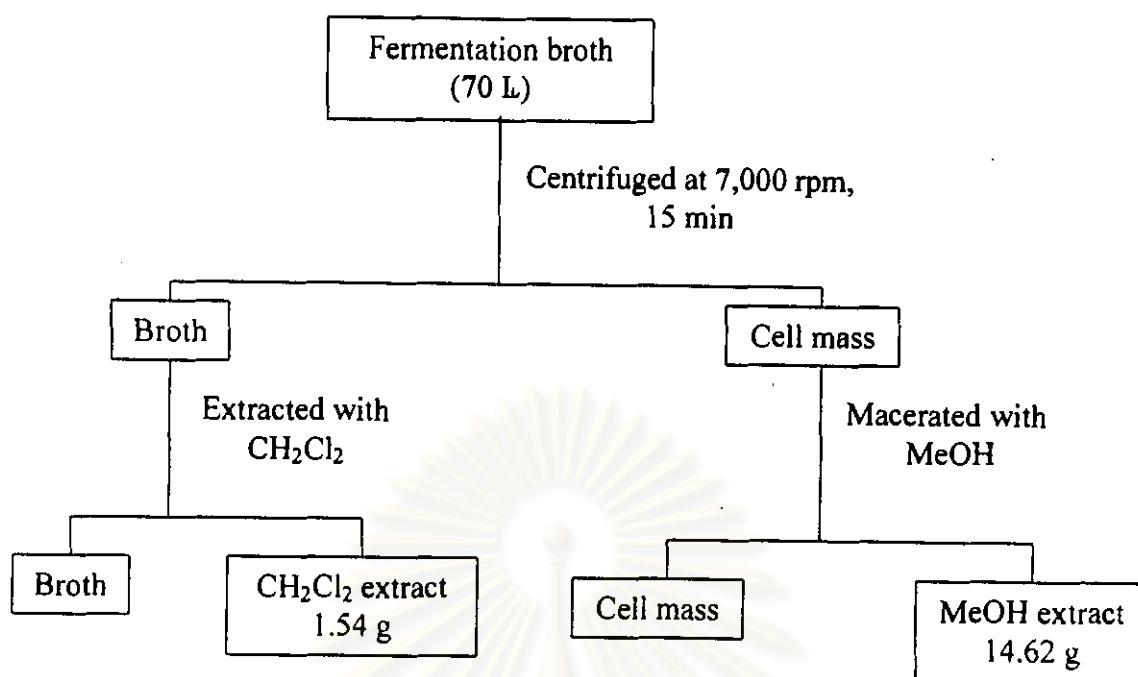 Fermentation broth
(70 L)
Centrifuged at 7,000 rpm,
15 min
Broth
Cell mass
Extracted with
CH₂Cl₂
Macerated with
MeOH
Broth
CH₂Cl₂ extract
1.54 g
Cell mass
MeOH extract
14.62 g